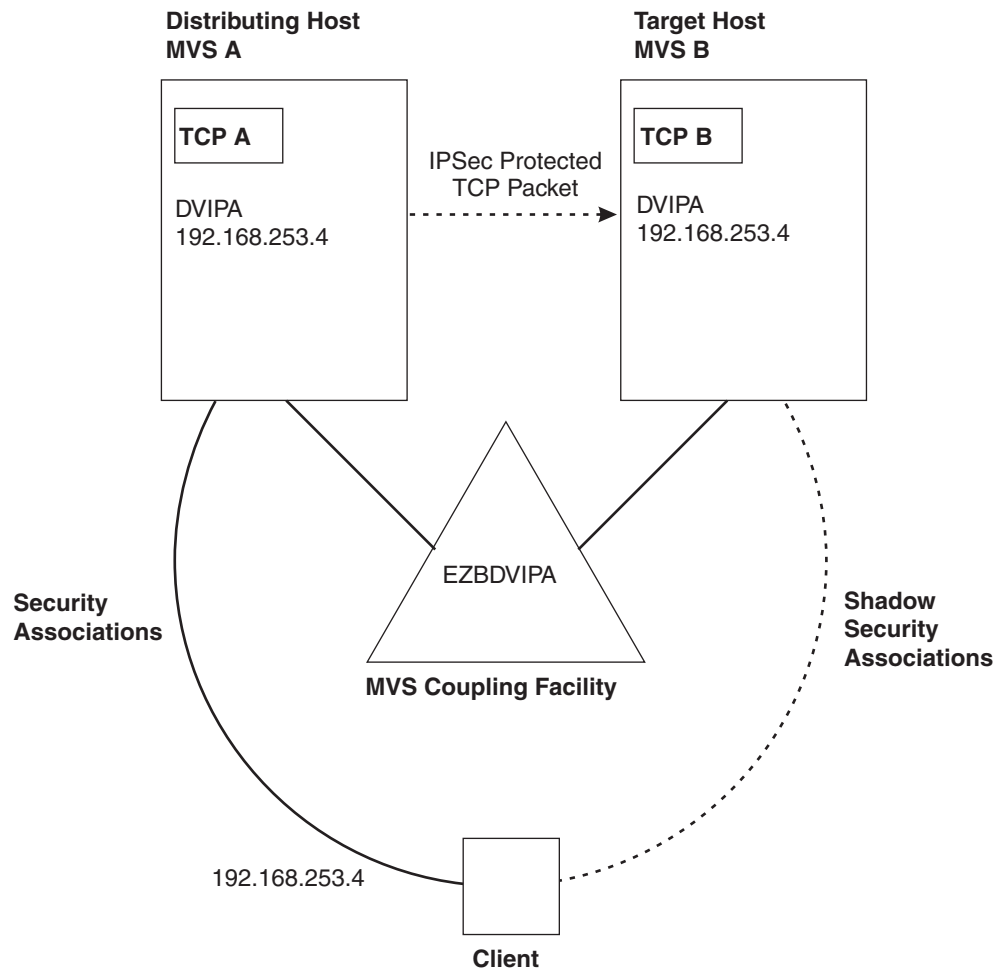 Distributing Host
MVS A
Target Host
MVS B
TCP A
TCP B
IPSec Protected
TCP Packet
DVIPA
192.168.253.4
DVIPA
192.168.253.4
EZBDVIPA
Security
Associations
Shadow
Security
Associations
MVS Coupling Facility
192.168.253.4
Client